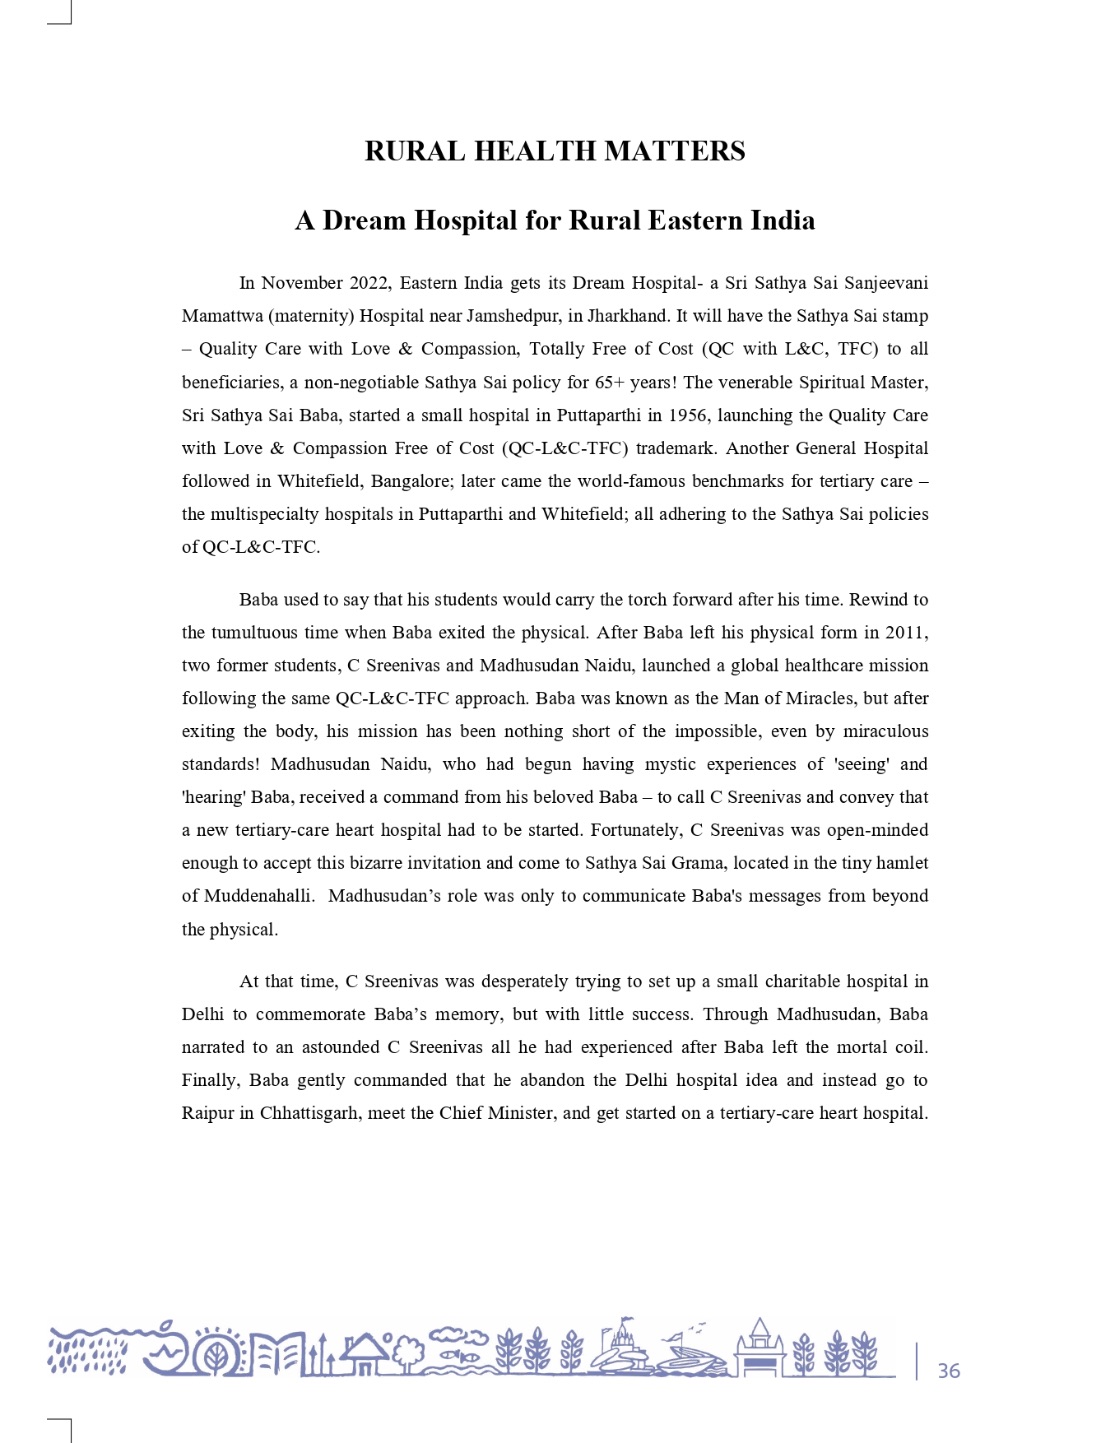 RURAL HEALTH MATTERS
A Dream Hospital for Rural Eastern India
In November 2022, Eastern India gets its Dream Hospital- a Sri Sathya Sai Sanjeevani
Mamattwa (maternity) Hospital near Jamshedpur, in Jharkhand. It will have the Sathya Sai stamp
– Quality Care with Love & Compassion, Totally Free of Cost (QC with L&C, TFC) to all
beneficiaries, a non-negotiable Sathya Sai policy for 65+ years! The venerable Spiritual Master,
Sri Sathya Sai Baba, started a small hospital in Puttaparthi in 1956, launching the Quality Care
with Love & Compassion Free of Cost (QC-L&C-TFC) trademark. Another General Hospital
followed in Whitefield, Bangalore; later came the world-famous benchmarks for tertiary care –
the multispecialty hospitals in Puttaparthi and Whitefield; all adhering to the Sathya Sai policies
of QC-L&C-TFC.
Baba used to say that his students would carry the torch forward after his time. Rewind to
the tumultuous time when Baba exited the physical. After Baba left his physical form in 2011,
two former students, C Sreenivas and Madhusudan Naidu, launched a global healthcare mission
following the same QC-L&C-TFC approach. Baba was known as the Man of Miracles, but after
exiting the body, his mission has been nothing short of the impossible, even by miraculous
standards! Madhusudan Naidu, who had begun having mystic experiences of 'seeing' and
'hearing' Baba, received a command from his beloved Baba – to call C Sreenivas and convey that
a new tertiary-care heart hospital had to be started. Fortunately, C Sreenivas was open-minded
enough to accept this bizarre invitation and come to Sathya Sai Grama, located in the tiny hamlet
of Muddenahalli.  Madhusudan’s role was only to communicate Baba's messages from beyond
the physical.
At that time, C Sreenivas was desperately trying to set up a small charitable hospital in
Delhi to commemorate Baba’s memory, but with little success. Through Madhusudan, Baba
narrated to an astounded C Sreenivas all he had experienced after Baba left the mortal coil.
Finally, Baba gently commanded that he abandon the Delhi hospital idea and instead go to
Raipur in Chhattisgarh, meet the Chief Minister, and get started on a tertiary-care heart hospital.
36